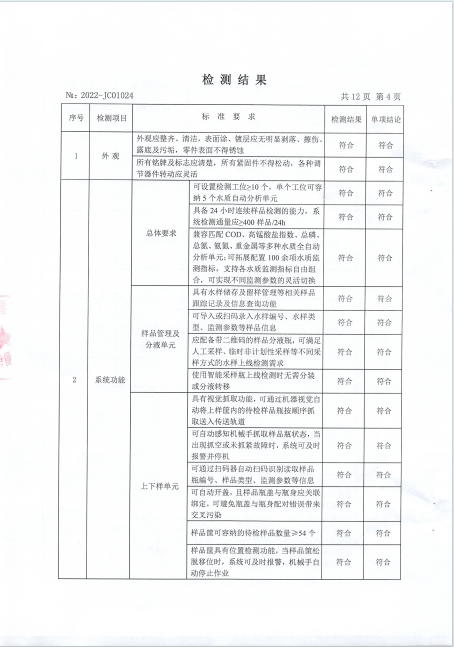 检测结果
№: 2022-JC01024 共12页 第4页
序号 检测项目 标准要求 检测结果 单项结论
1 外观 外观应整齐、清洁，表面涂、镀层应无明显剥落、擦伤、
露底及污垢，零件表面不得锈蚀 符合 符合
所有铭牌及标志应清楚，所有紧固件不得松动，各种调
节器件转动应灵活 符合 符合
2 系统功能 总体要求 可设置检测工位≥10个，单个工位可容
纳5个水质自动分析单元 符合 符合
具备24小时连续样品检测的能力，系
统检测通量应≥400样品/24h 符合 符合
兼容匹配COD、高锰酸盐指数、总磷、
总氮、氨氮、重金属等多种水质全自动
分析单元;可拓展配置100余项水质监
测指标，支持各水质监测指标自由组
合，可实现不同监测参数的灵活切换 符合 符合
样品管理及
分液单元 具有水样储存及留样管理等相关样品
跟踪记录及信息查询功能 符合 符合
可导入或扫码录入水样编号、水样类
型、监测参数等样品信息 符合 符合
应配备带二维码的样品分液瓶，可满足
人工采样、临时非计划性采样等不同采
样方式的水样上线检测需求 符合 符合
使用智能采样瓶上线检测时无需分装
或分液转移 符合 符合
上下样单元 具有视觉抓取功能，可通过机器视觉自
动将上样筐内的待检样品瓶按顺序抓
取送入传送轨道 符合 符合
可自动感知机械手抓取样品瓶状态，当
出现抓空或未抓紧故障时，系统可及时
报警并停机 符合 符合
可通过扫码器自动扫码识别读取样品
瓶编号、样品类型、监测参数等信息 符合 符合
可自动开盖，且样品瓶盖与瓶身应关联
绑定，可避免瓶盖与瓶身配对错误带来
交叉污染 符合 符合
样品筐可容纳的待检样品数量≥54个 符合 符合
样品筐具有位置检测功能，当样品筐松
脱移位时，系统可及时报警，机械手自
动停止作业 符合 符合